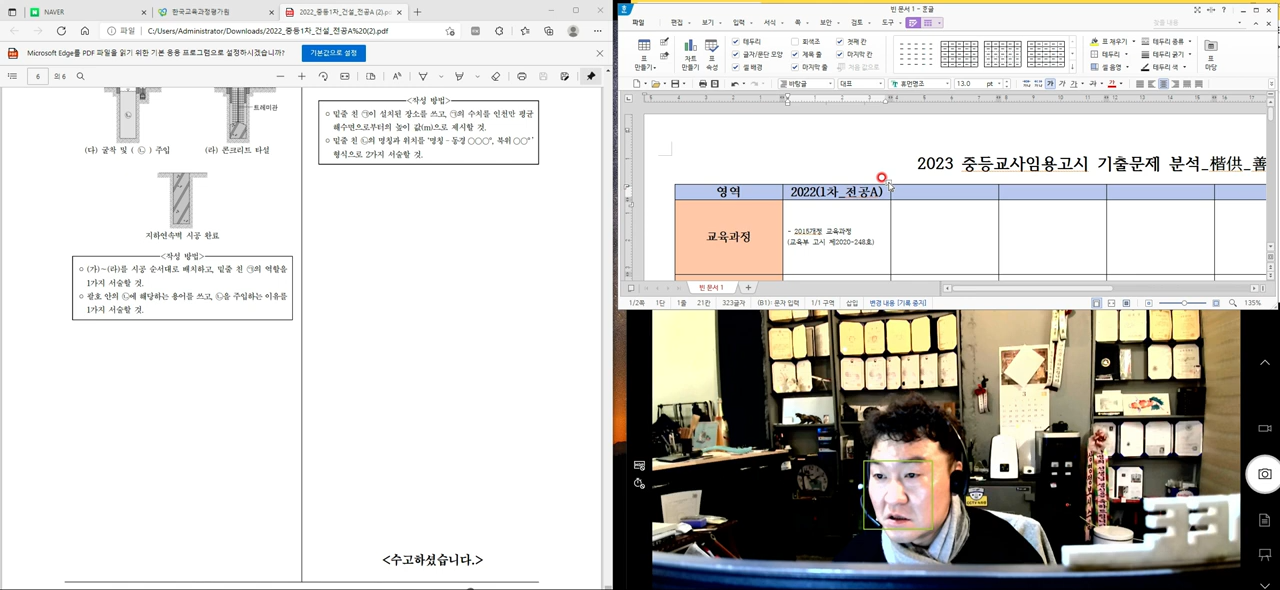 NAVER
한국교육과정평가원
2022_중등1차_건설_전공A (2).pdf
파일
C:/Users/Administrator/Downloads/2022_중등1차_건설_전공A%20(2).pdf
Microsoft Edge를 PDF 파일을 읽기 위한 기본 응용 프로그램으로 설정하시겠습니까?
기본값으로 설정
6
의 6
트레미관
(다) 굴착 및 ( ㉡ ) 주입
(라) 콘크리트 타설
지하연속벽 시공 완료
<작성 방법>
○ (가)~(라)를 시공 순서대로 배치하고, 밑줄 친 ㉠의 역할을
1가지 서술할 것.
○ 괄호 안의 ㉡에 해당하는 용어를 쓰고, ㉡을 주입하는 이유를
1가지 서술할 것.
<작성 방법>
○ 밑줄 친 ㉠이 설치된 장소를 쓰고, ㉠의 수치를 인천만 평균
해수면으로부터의 높이 값(m)으로 제시할 것.
○ 밑줄 친 ㉡의 명칭과 위치를 '명칭 - 동경 ○○○°, 북위 ○○°'
형식으로 2가지 서술할 것.
<수고하셨습니다.>
빈 문서 1 - 한글
파일
편집
보기
입력
서식
쪽
보안
검토
도구
표
만들기
차트
만들기
표
속성
테두리
회색조
첫째 칸
글자/문단 모양
제목 줄
마지막 칸
셀 배경
마지막 줄
표 채우기
테두리 종류
테두리
테두리 굵기
셀 음영
테두리 색
표
마당
바탕글
대표
휴먼명조
13.0
pt
2023 중등교사임용고시 기출문제 분석_楷供_善
영역
2022(1차_전공A)
교육과정
- 2015개정 교육과정
(교육부 고시 제2020-248호)
빈 문서 1
1/2쪽
1단
1줄
21칸
323글자
(B1): 문자 입력
1/1 구역
삽입
변경 내용 [기록 중지]
135%